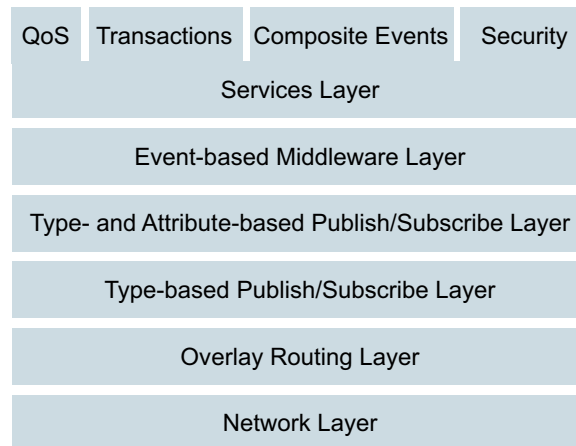 QoS Transactions Composite Events Security
Services Layer
Event-based Middleware Layer
Type- and Attribute-based Publish/Subscribe Layer
Type-based Publish/Subscribe Layer
Overlay Routing Layer
Network Layer